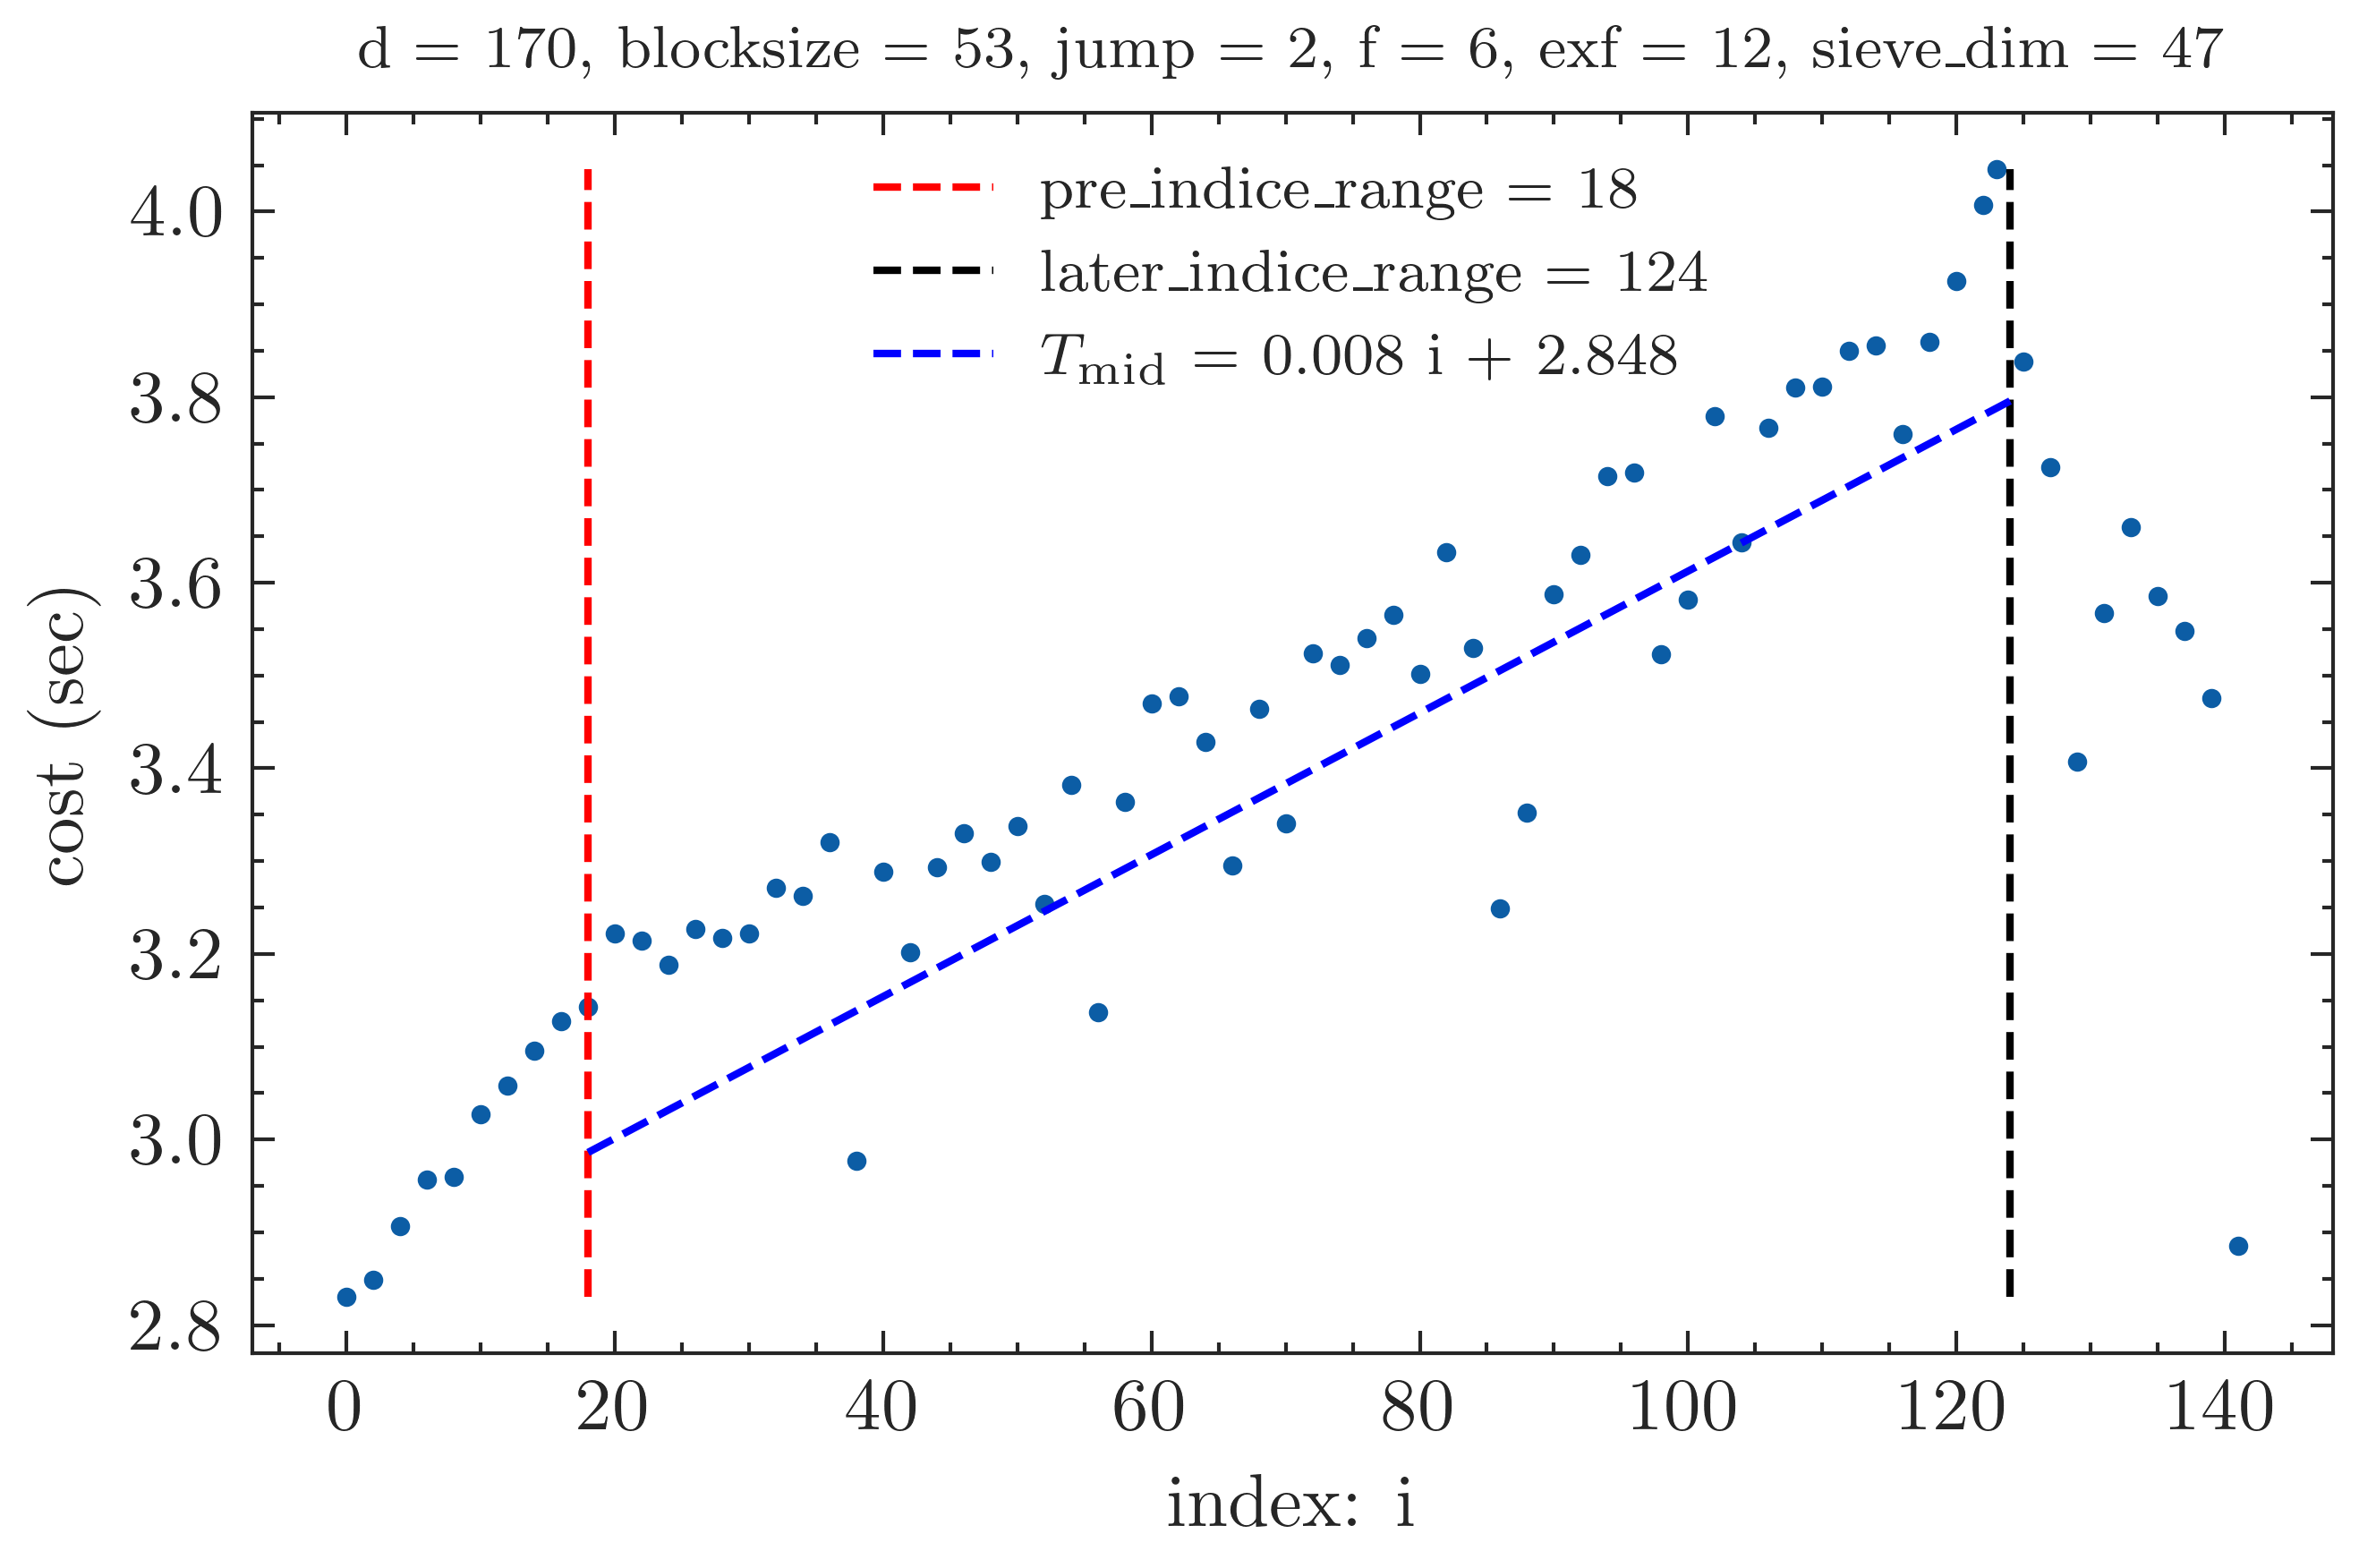 d = 170, blocksize = 53, jump = 2, f = 6, exf = 12, sieve_dim = 47
pre_indice_range = 18
later_indice_range = 124
T_mid = 0.008 i + 2.848
cost (sec)
4.0
3.8
3.6
3.4
3.2
3.0
2.8
0 20 40 60 80 100 120 140
index: i